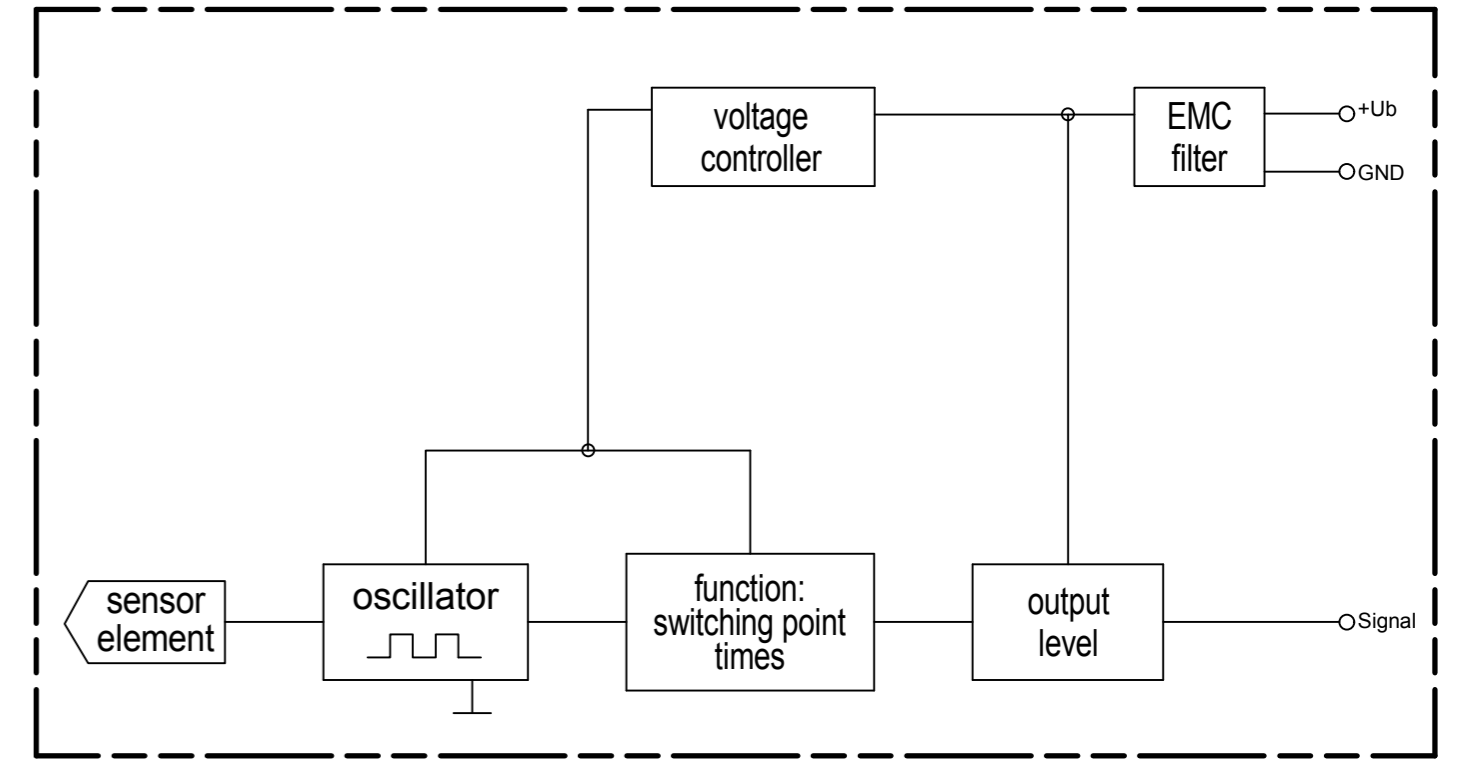 voltage
controller
EMC
filter
+Ub
GND
sensor
element
oscillator
function:
switching point
times
output
level
Signal